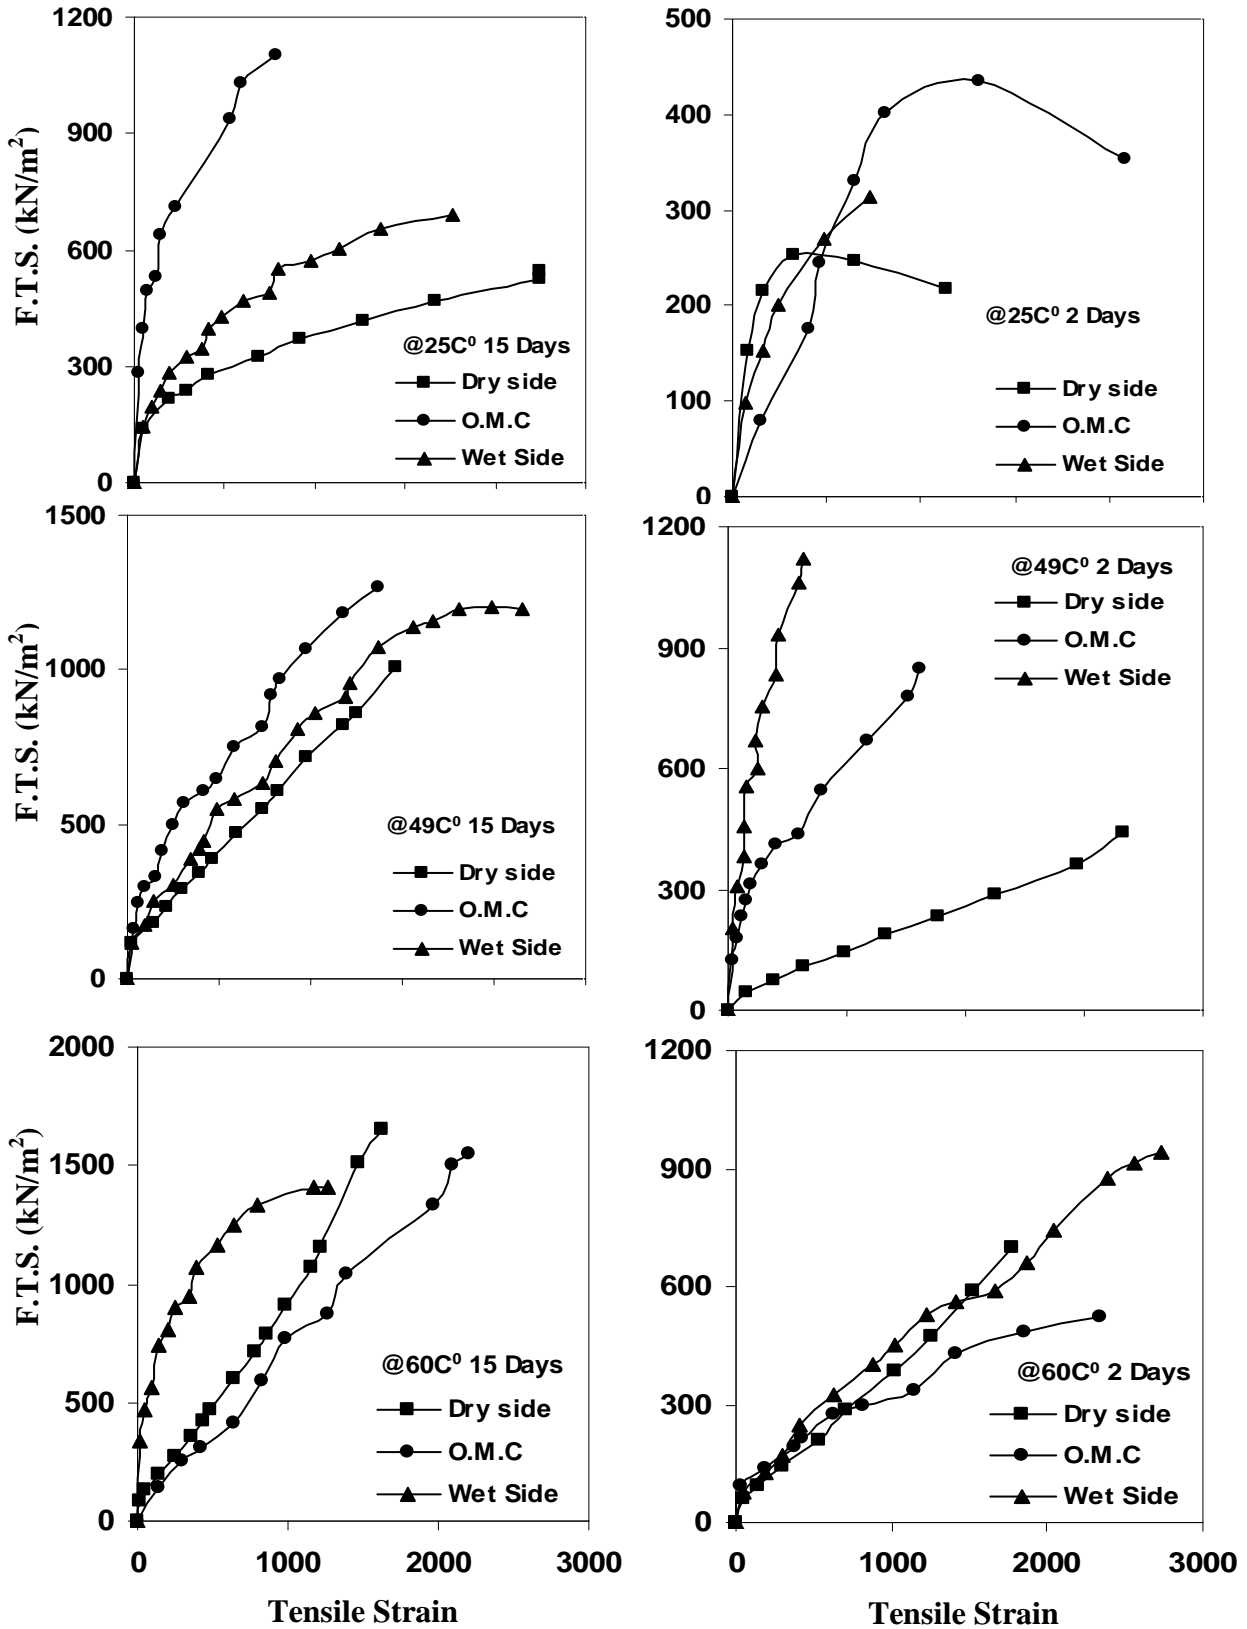 1200
900
600
300
0
F.T.S. (kN/m²)
@25C⁰ 15 Days
Dry side
O.M.C
Wet Side
500
400
300
200
100
0
@25C⁰ 2 Days
Dry side
O.M.C
Wet Side
1500
1000
500
0
F.T.S. (kN/m²)
@49C⁰ 15 Days
Dry side
O.M.C
Wet Side
1200
900
600
300
0
@49C⁰ 2 Days
Dry side
O.M.C
Wet Side
2000
1500
1000
500
0
F.T.S. (kN/m²)
@60C⁰ 15 Days
Dry side
O.M.C
Wet Side
0 1000 2000 3000
Tensile Strain
1200
900
600
300
0
@60C⁰ 2 Days
Dry side
O.M.C
Wet Side
0 1000 2000 3000
Tensile Strain